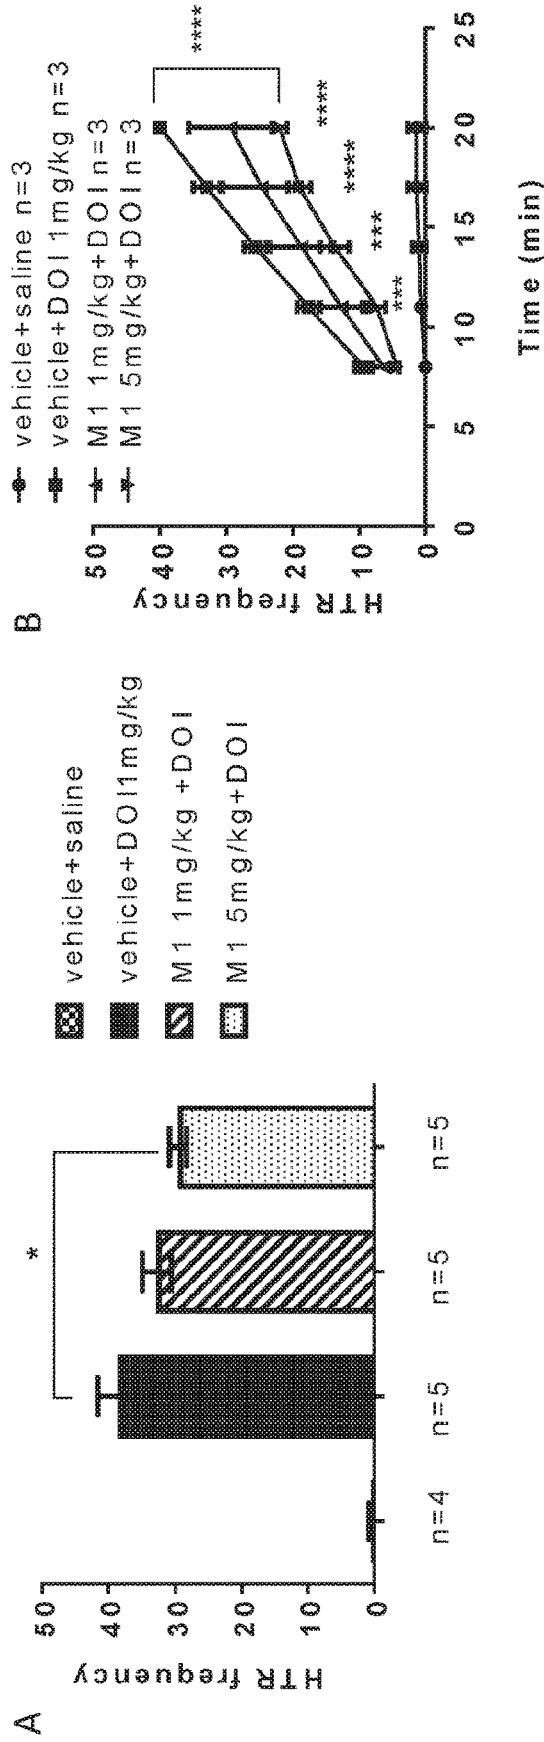 A
HTR frequency
50
40
30
20
10
0
*
n=4
n=5
n=5
n=5
vehicle+saline
vehicle+DOI1mg/kg
M1 1mg/kg +DOI
M1 5mg/kg+DOI
B
vehicle+saline n=3
vehicle+DOI 1mg/kg n=3
M1 1mg/kg+DOI n=3
M1 5mg/kg+DOI n=3
HTR frequency
50
40
30
20
10
0
****
***
***
****
****
0
5
10
15
20
25
Time (min)